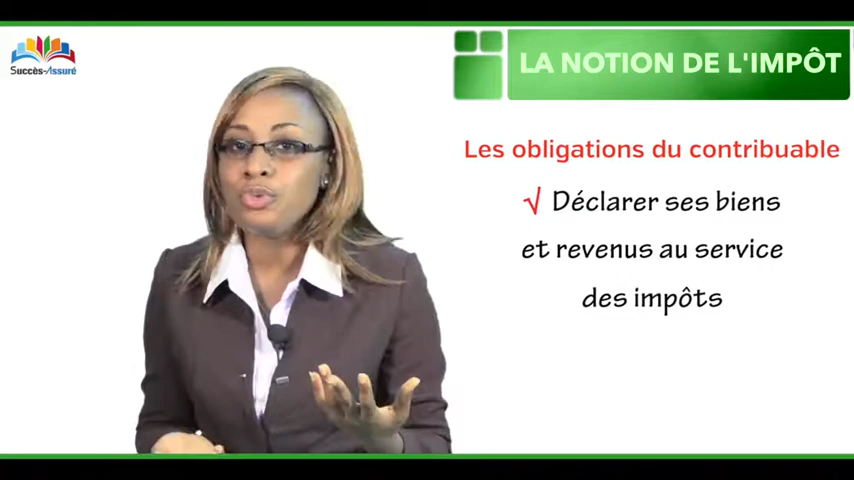 Succès-Assuré
LA NOTION DE L'IMPÔT
Les obligations du contribuable
√ Déclarer ses biens
et revenus au service
des impôts